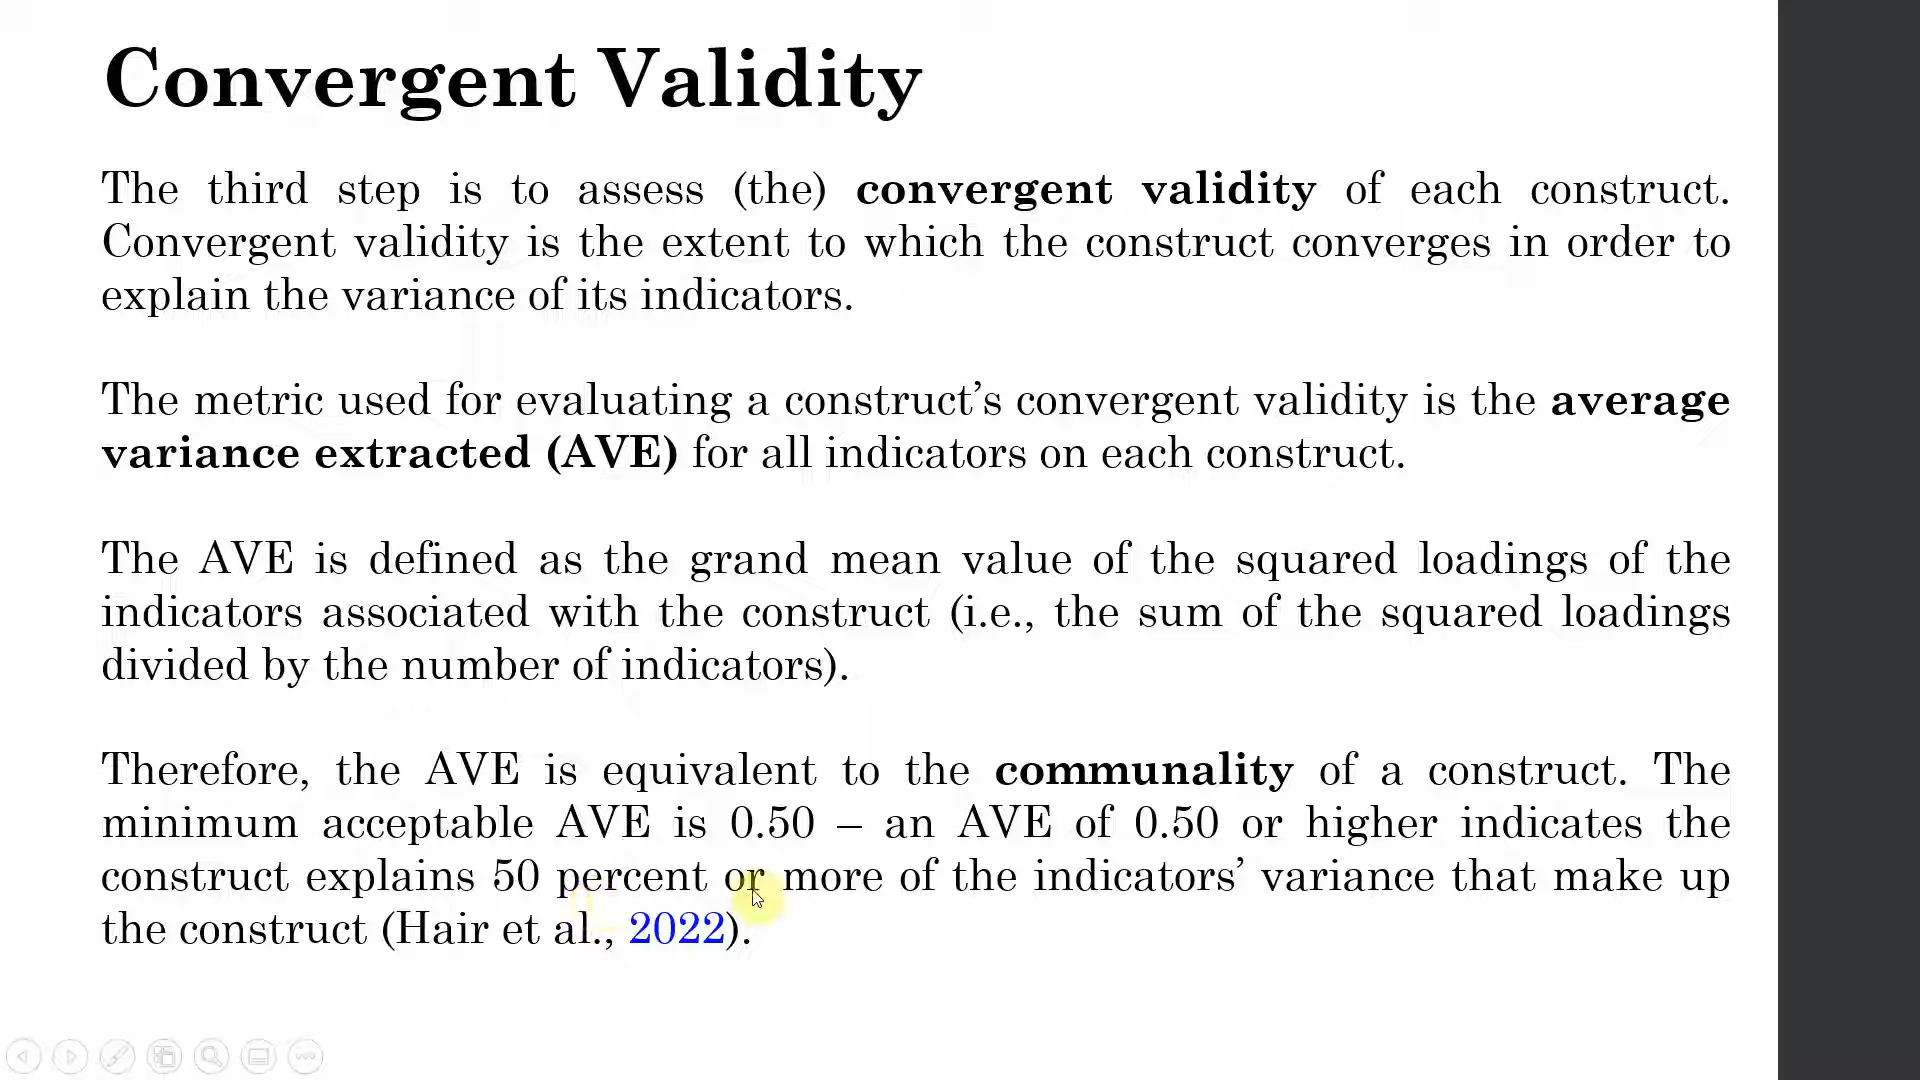 Convergent Validity
The third step is to assess (the) convergent validity of each construct.
Convergent validity is the extent to which the construct converges in order to
explain the variance of its indicators.
The metric used for evaluating a construct’s convergent validity is the average
variance extracted (AVE) for all indicators on each construct.
The AVE is defined as the grand mean value of the squared loadings of the
indicators associated with the construct (i.e., the sum of the squared loadings
divided by the number of indicators).
Therefore, the AVE is equivalent to the communality of a construct. The
minimum acceptable AVE is 0.50 – an AVE of 0.50 or higher indicates the
construct explains 50 percent or more of the indicators’ variance that make up
the construct (Hair et al., 2022).